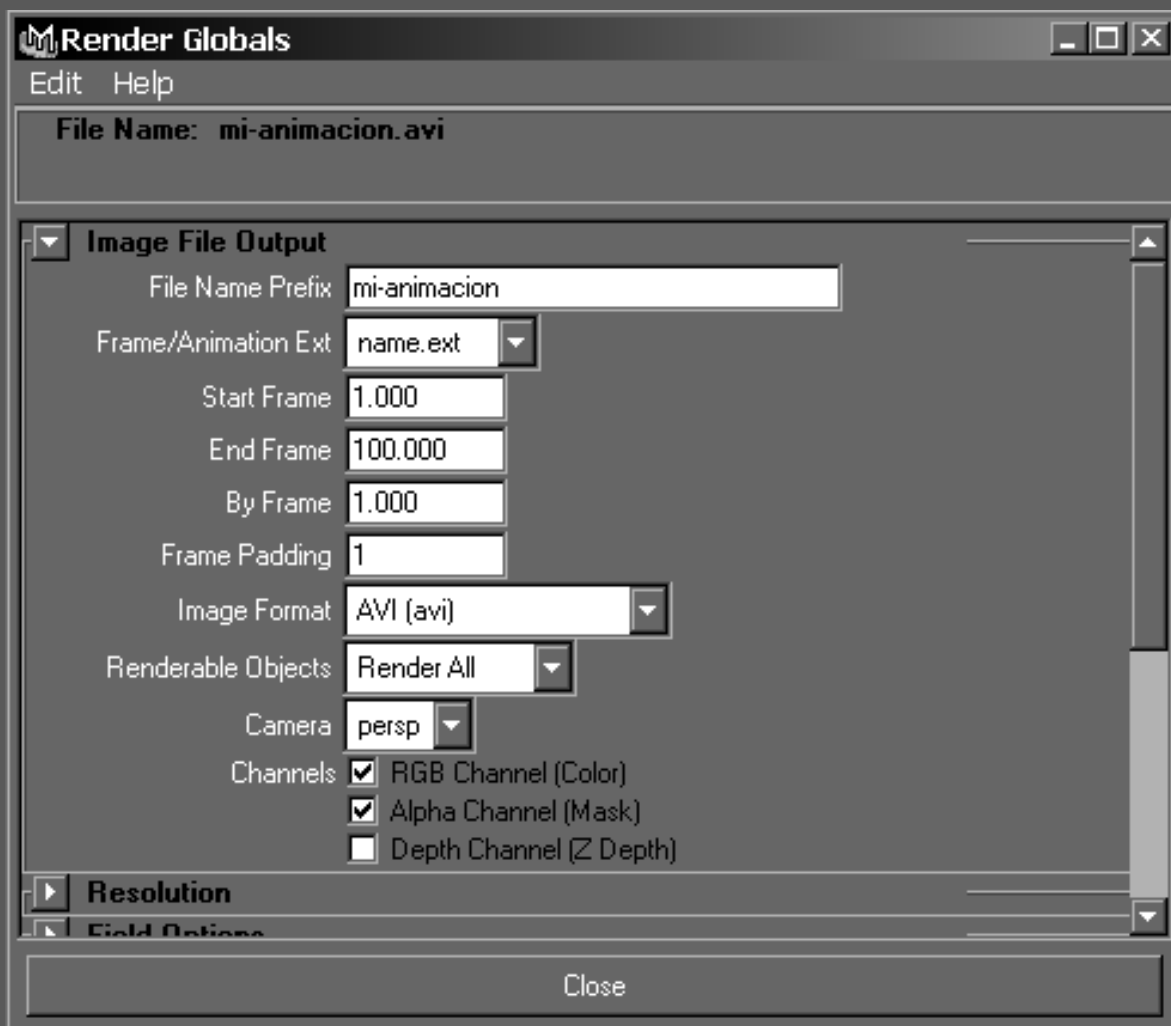 Render Globals
Edit Help
File Name: mi-animacion.avi
Image File Output
File Name Prefix mi-animacion
Frame/Animation Ext name.ext
Start Frame 1.000
End Frame 100.000
By Frame 1.000
Frame Padding 1
Image Format AVI (avi)
Renderable Objects Render All
Camera persp
Channels RGB Channel (Color)
Alpha Channel (Mask)
Depth Channel (Z Depth)
Resolution
Field Options
Close